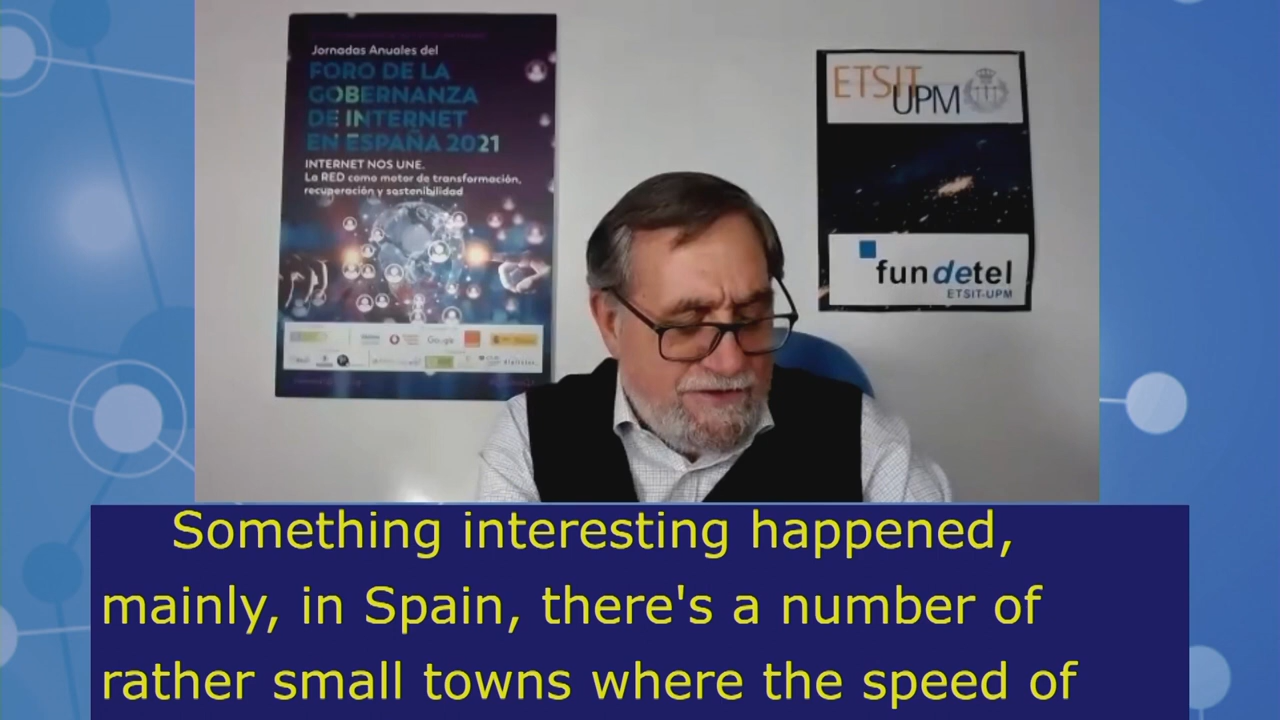 Jornadas Anuales del
FORO DE LA
GOBERNANZA
DE INTERNET
EN ESPAÑA 2021
INTERNET NOS UNE.
La RED como motor de transformación,
recuperación y sostenibilidad
Google
ETSIT
UPM
fundetel
ETSIT-UPM
Something interesting happened,
mainly, in Spain, there's a number of
rather small towns where the speed of